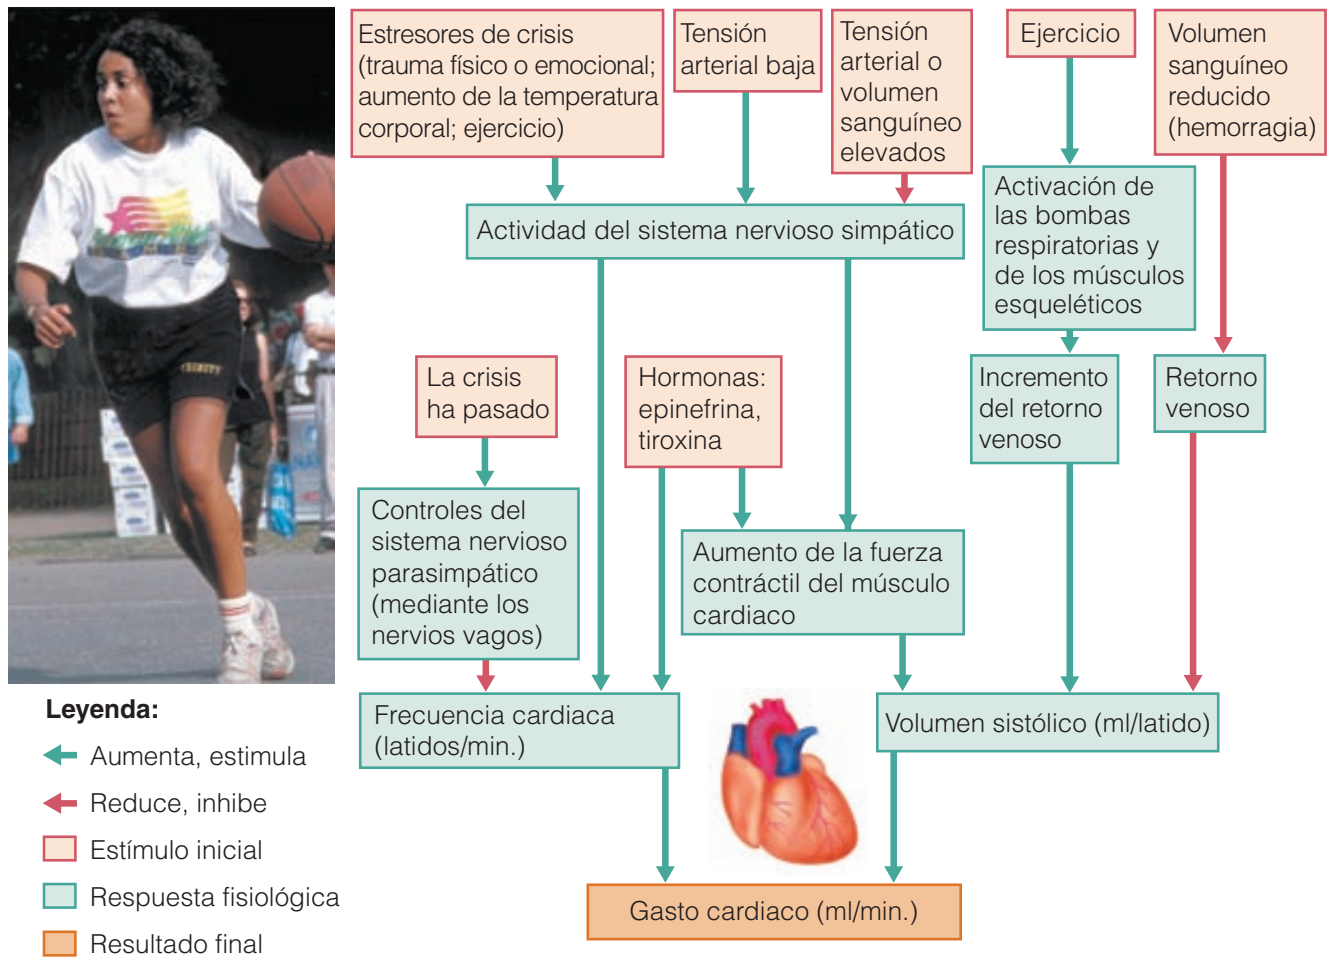 Estresores de crisis
(trauma físico o emocional;
aumento de la temperatura
corporal; ejercicio)
Tensión
arterial baja
Tensión
arterial o
volumen
sanguíneo
elevados
Ejercicio
Volumen
sanguíneo
reducido
(hemorragia)
Actividad del sistema nervioso simpático
Activación de
las bombas
respiratorias y
de los músculos
esqueléticos
La crisis
ha pasado
Hormonas:
epinefrina,
tiroxina
Incremento
del retorno
venoso
Retorno
venoso
Controles del
sistema nervioso
parasimpático
(mediante los
nervios vagos)
Aumento de la fuerza
contráctil del músculo
cardiaco
Frecuencia cardiaca
(latidos/min.)
Volumen sistólico (ml/latido)
Gasto cardiaco (ml/min.)
TRINITY
Leyenda:
Aumenta, estimula
Reduce, inhibe
Estímulo inicial
Respuesta fisiológica
Resultado final